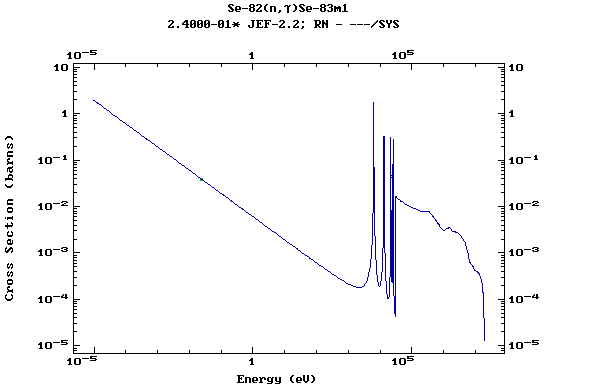 Se-82(n,γ)Se-83m1
2.4000-01* JEF-2.2; RN - ---/SYS
10-5 1 105
10 10
1 1
10-1 10-1
10-2 10-2
10-3 10-3
10-4 10-4
10-5 10-5
Cross Section (barns)
10-5 1 105
Energy (eV)